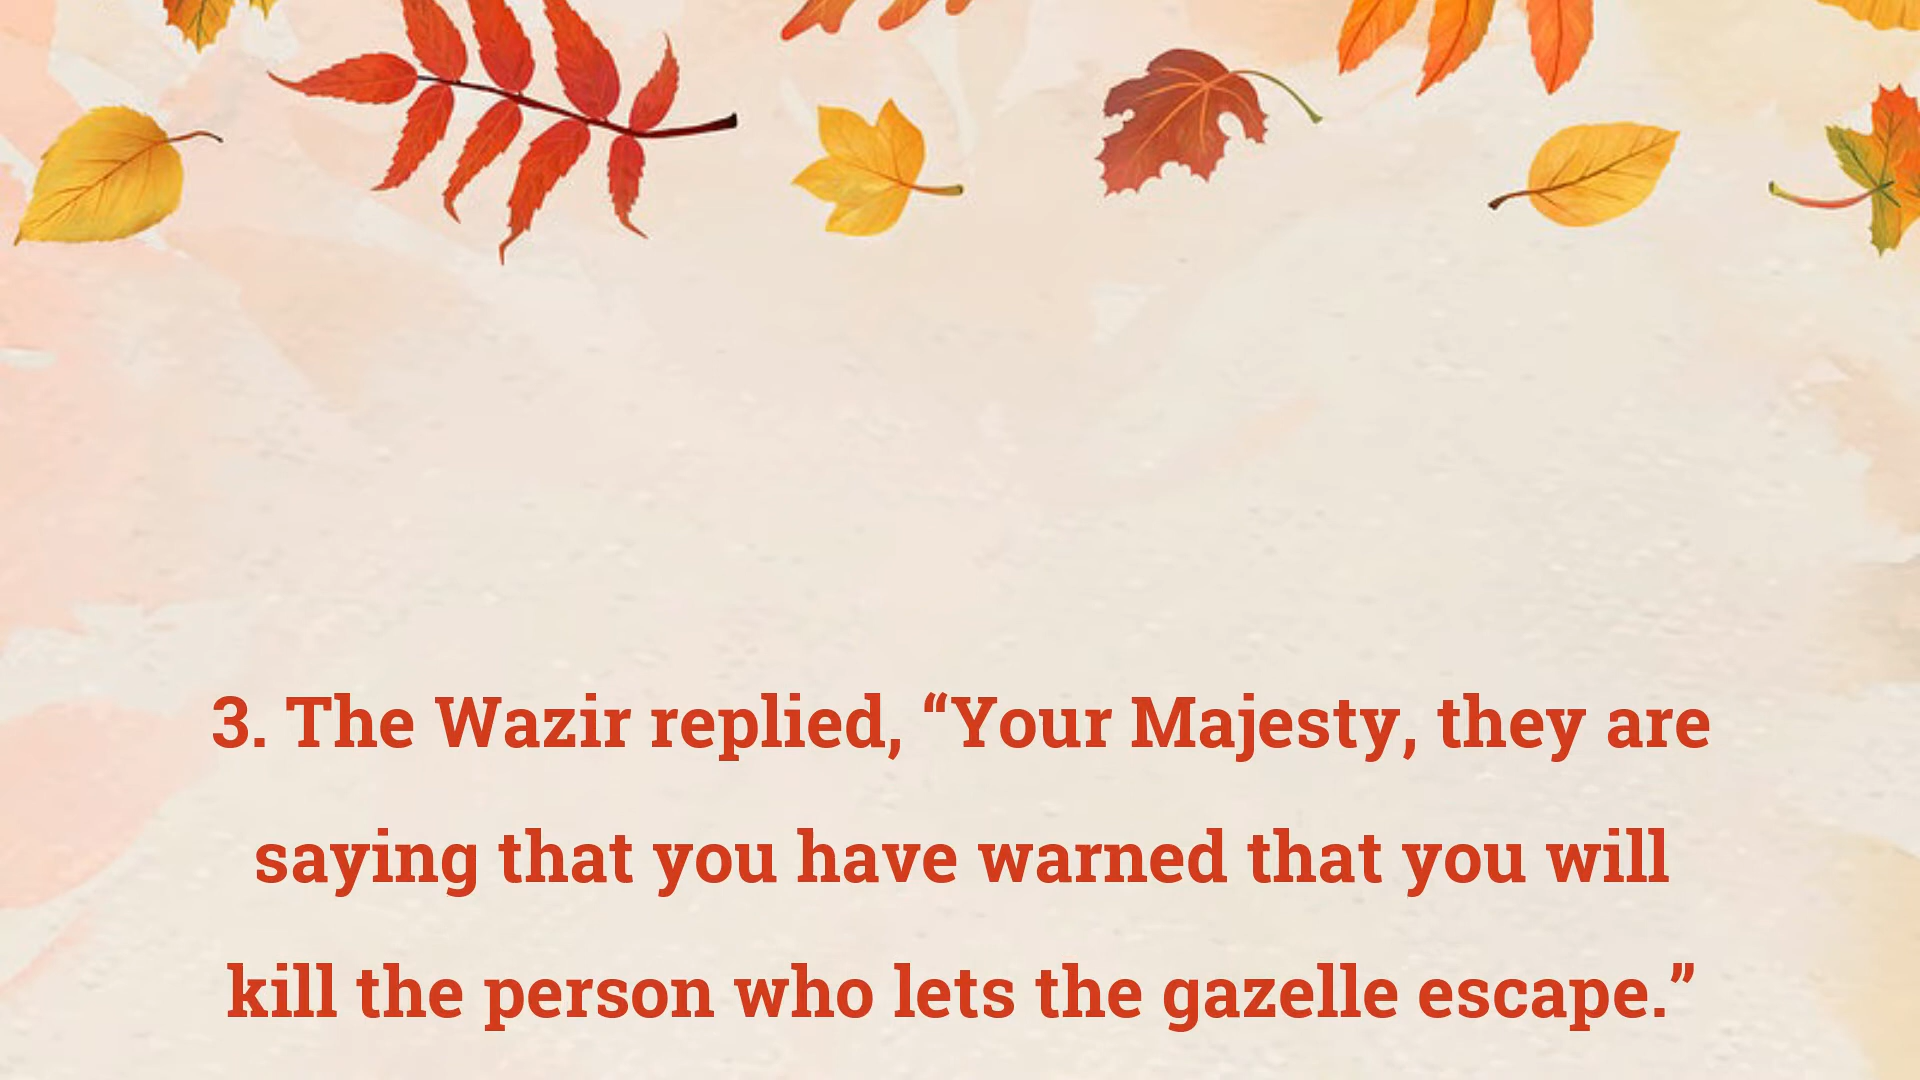 3. The Wazir replied, “Your Majesty, they are
saying that you have warned that you will
kill the person who lets the gazelle escape.”